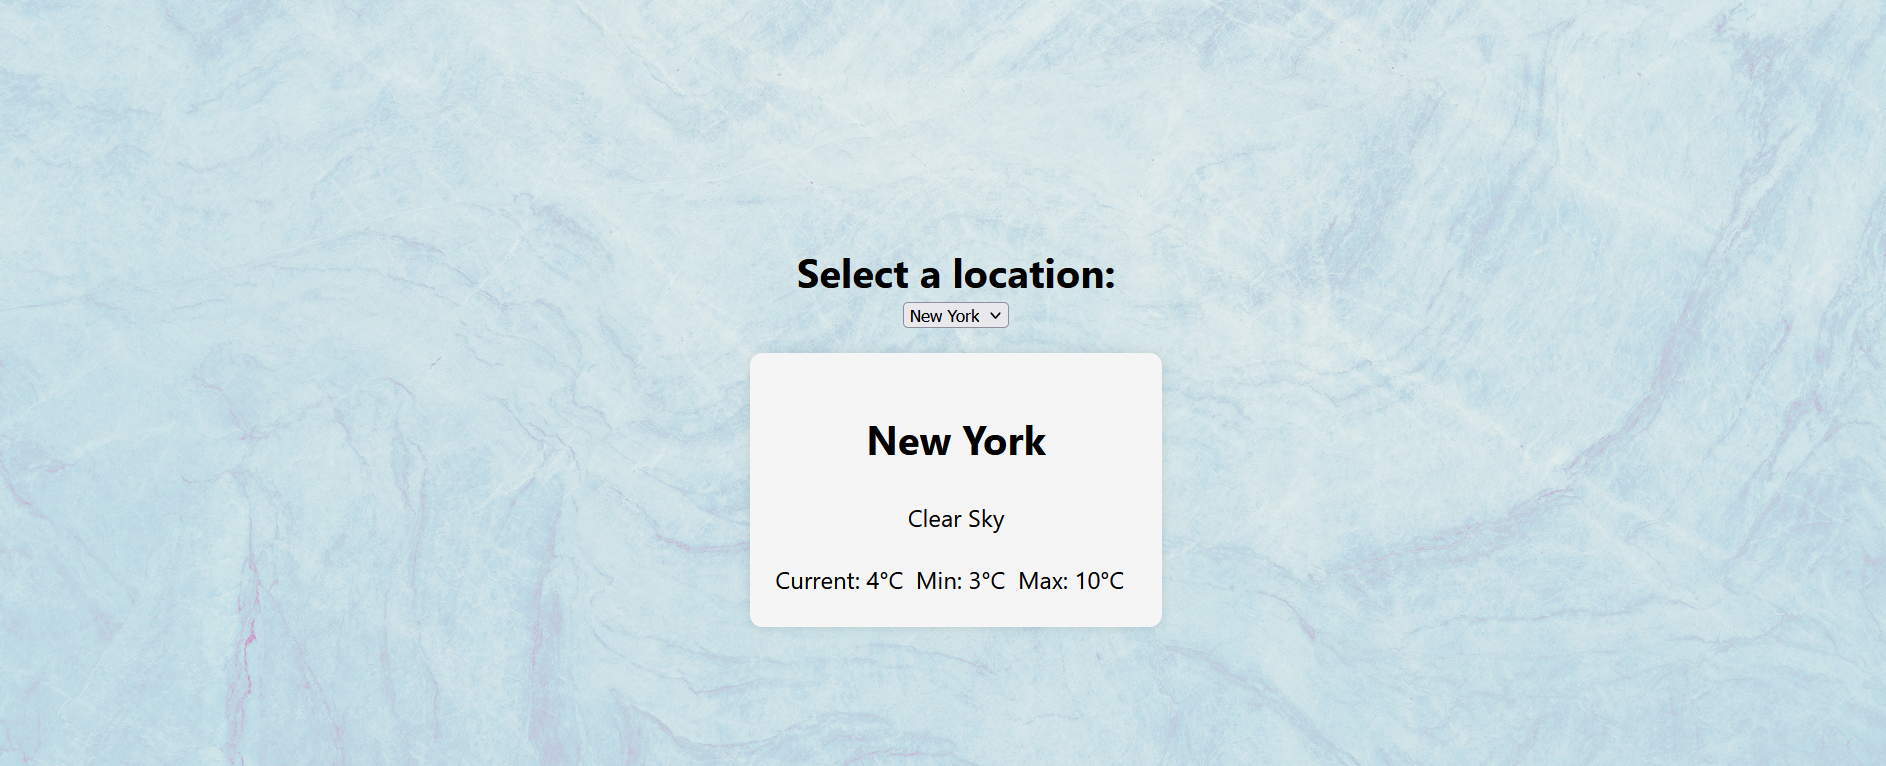 Select a location:
New York
New York
Clear Sky
Current: 4°C Min: 3°C Max: 10°C